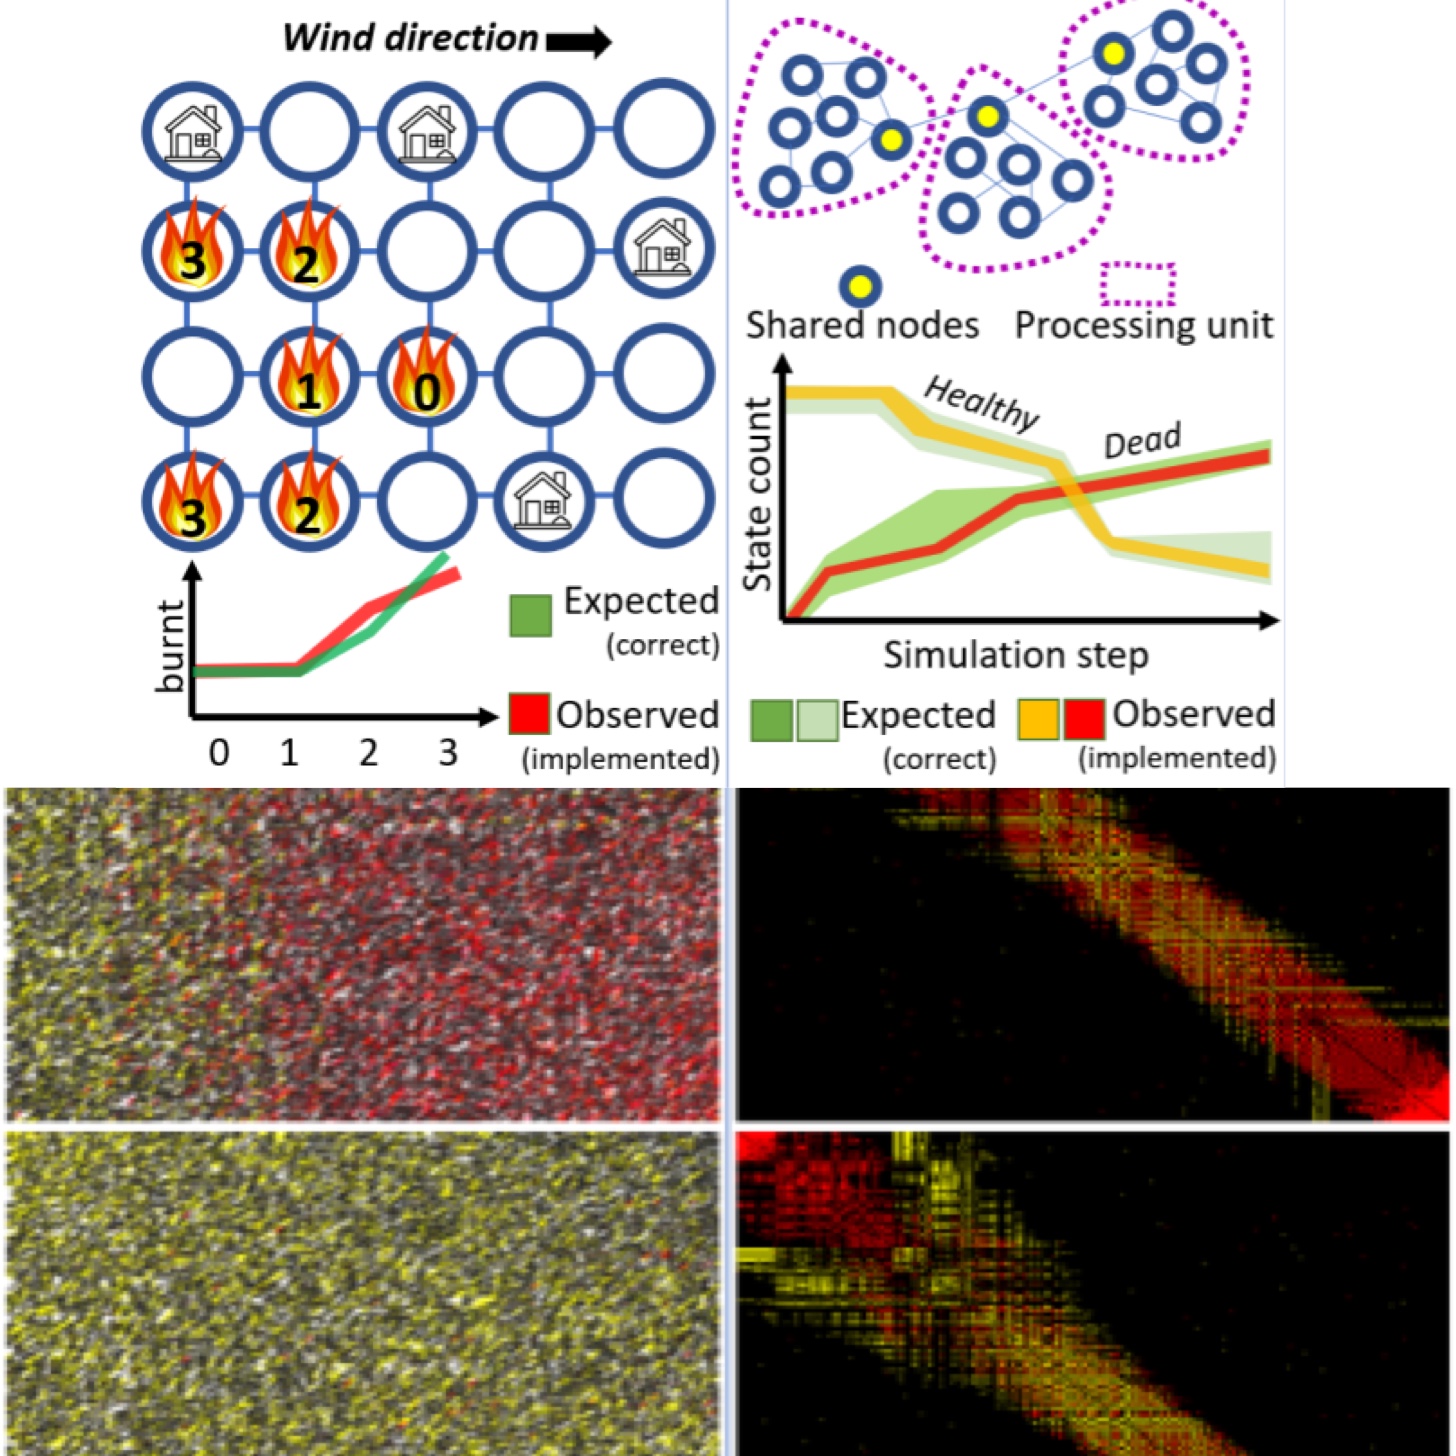 Wind direction
3 2
1 0
3 2
burnt
0 1 2 3
Expected
(correct)
Observed
(implemented)
Shared nodes Processing unit
State count
Healthy
Dead
Simulation step
Expected
(correct)
Observed
(implemented)